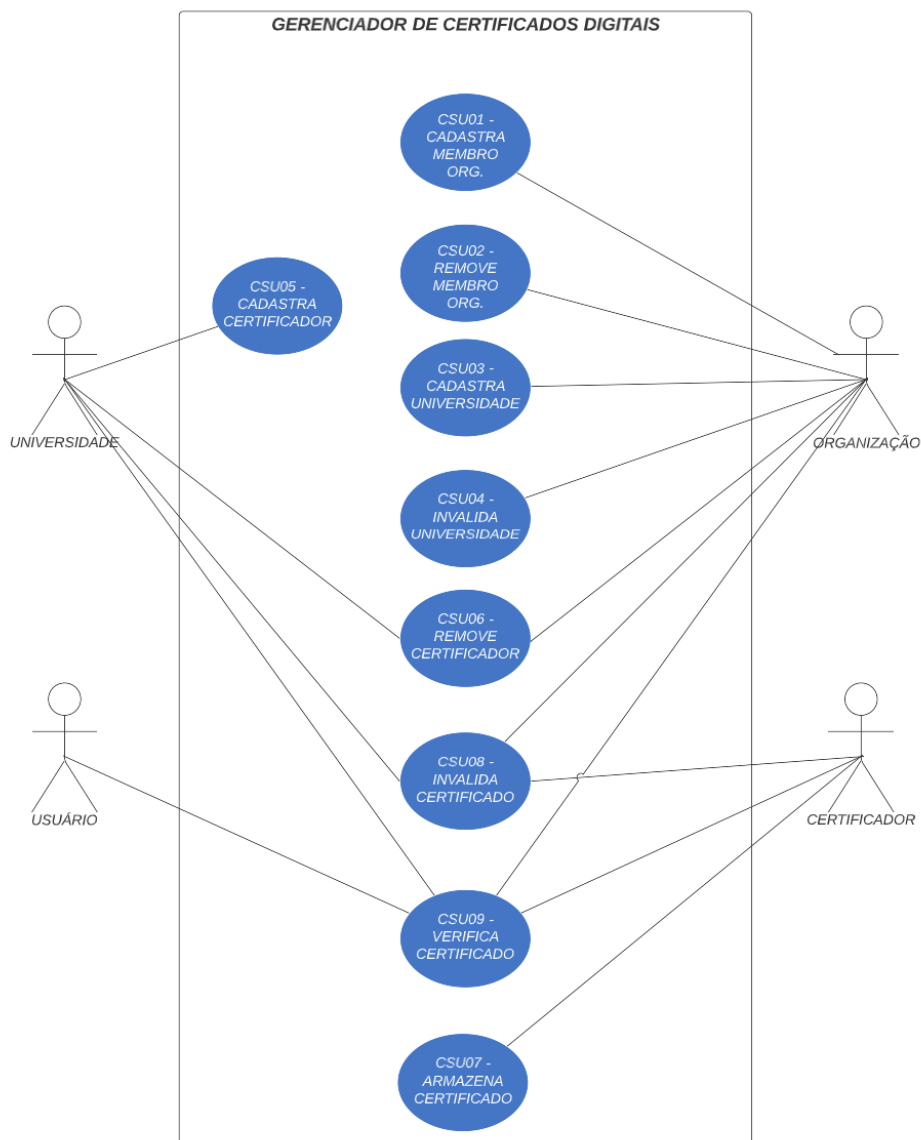 GERENCIADOR DE CERTIFICADOS DIGITAIS
CSU01 -
CADASTRA
MEMBRO
ORG.
CSU02 -
REMOVE
MEMBRO
ORG.
CSU05 -
CADASTRA
CERTIFICADOR
CSU03 -
CADASTRA
UNIVERSIDADE
UNIVERSIDADE
ORGANIZAÇÃO
CSU04 -
INVALIDA
UNIVERSIDADE
CSU06 -
REMOVE
CERTIFICADOR
CSU08 -
INVALIDA
CERTIFICADO
USUÁRIO
CERTIFICADOR
CSU09 -
VERIFICA
CERTIFICADO
CSU07 -
ARMAZENA
CERTIFICADO